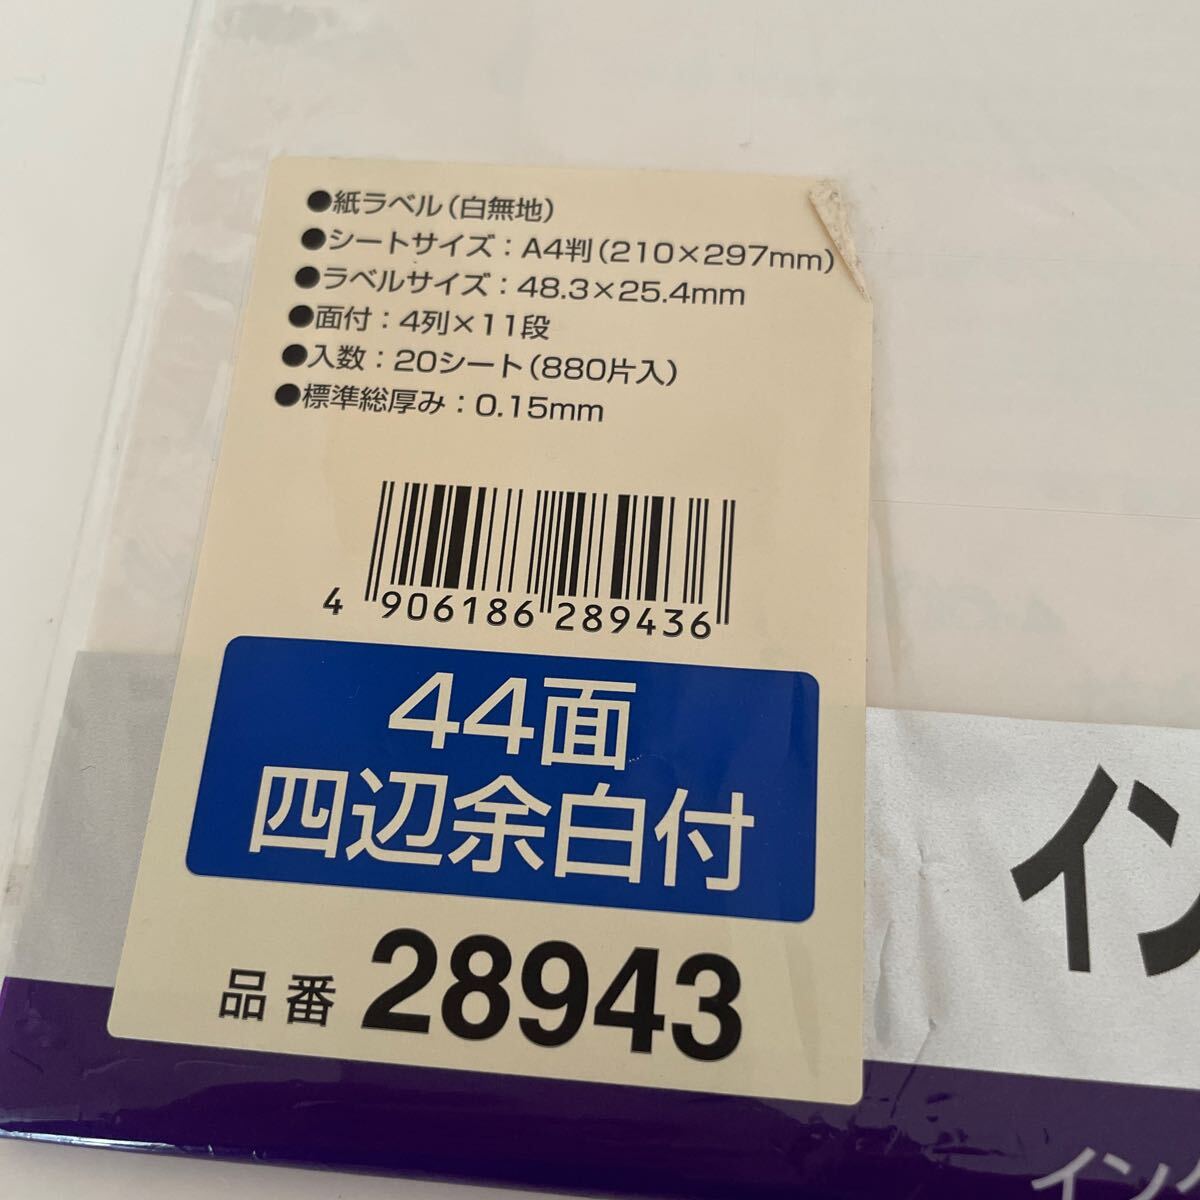 ●紙ラベル(白無地)
●シートサイズ：A4判(210×297mm)
●ラベルサイズ：48.3×25.4mm
●面付：4列×11段
●入数：20シート(880片入)
●標準総厚み：0.15mm
4 906186 289436
44面
四辺余白付
品番 28943
イン
インク